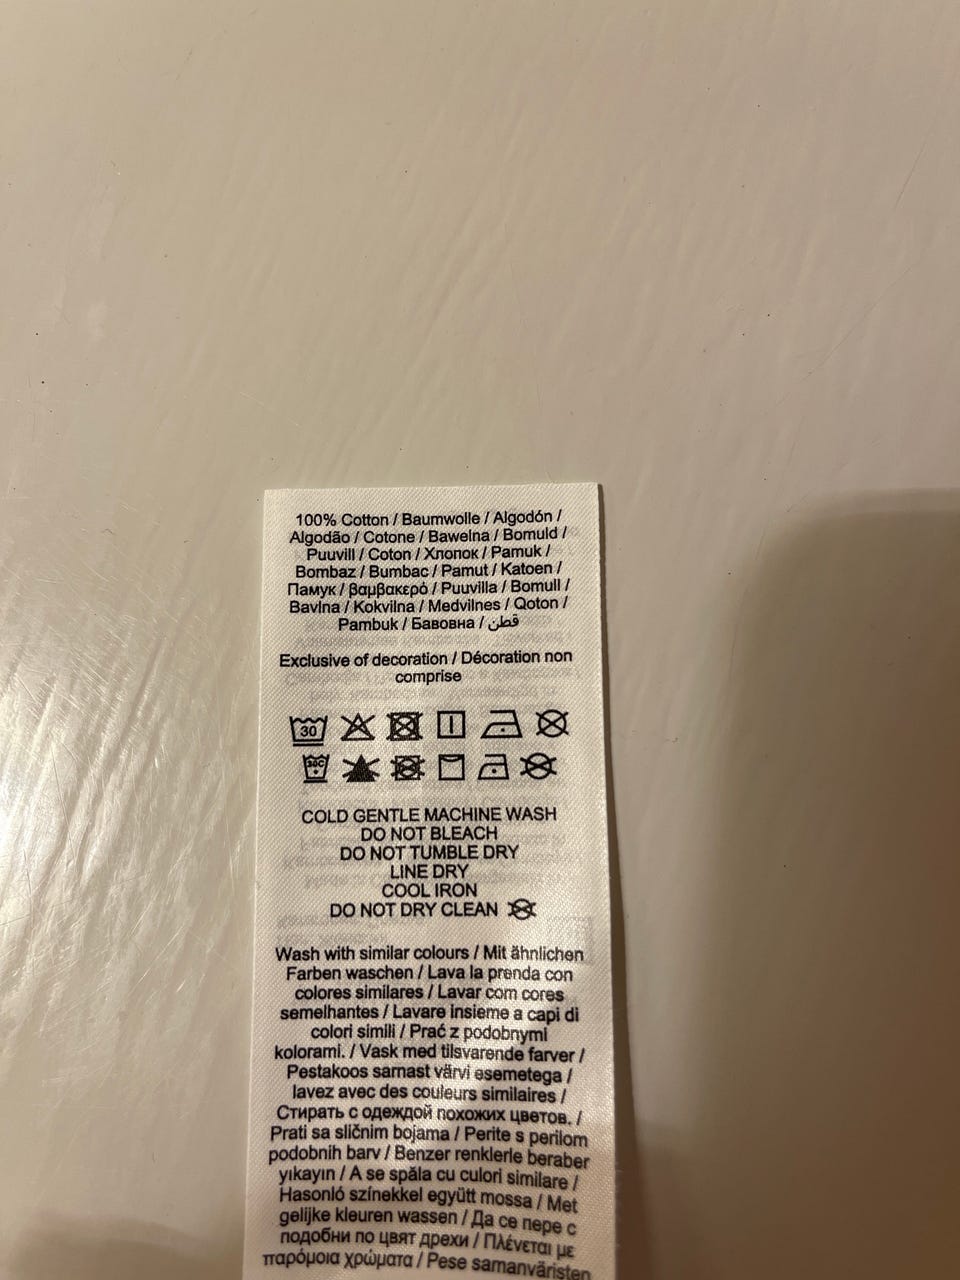 100% Cotton / Baumwolle / Algodón /
Algodão / Cotone / Bawełna / Bomuld /
Puuvill / Coton / Хлопок / Pamuk /
Bombaz / Bumbac / Pamut / Katoen /
Памук / βαμβακερό / Puuvilla / Bomull /
Bavlna / Kokvilna / Medvilnes / Qoton /
Pambuk / Бавовна / قطن
Exclusive of decoration / Décoration non
comprise
30
30C
COLD GENTLE MACHINE WASH
DO NOT BLEACH
DO NOT TUMBLE DRY
LINE DRY
COOL IRON
DO NOT DRY CLEAN
Wash with similar colours / Mit ähnlichen
Farben waschen / Lava la prenda con
colores similares / Lavar com cores
semelhantes / Lavare insieme a capi di
colori simili / Prać z podobnymi
kolorami. / Vask med tilsvarende farver /
Pestakoos samast värvi esemetega /
lavez avec des couleurs similaires /
Стирать с одеждой похожих цветов. /
Prati sa sličnim bojama / Perite s perilom
podobnih barv / Benzer renklerle beraber
yıkayın / A se spăla cu culori similare /
Hasonló színekkel együtt mossa / Met
gelijke kleuren wassen / Да се пере с
подобни по цвят дрехи / Πλένεται με
παρόμοια χρώματα / Pese samanväristen